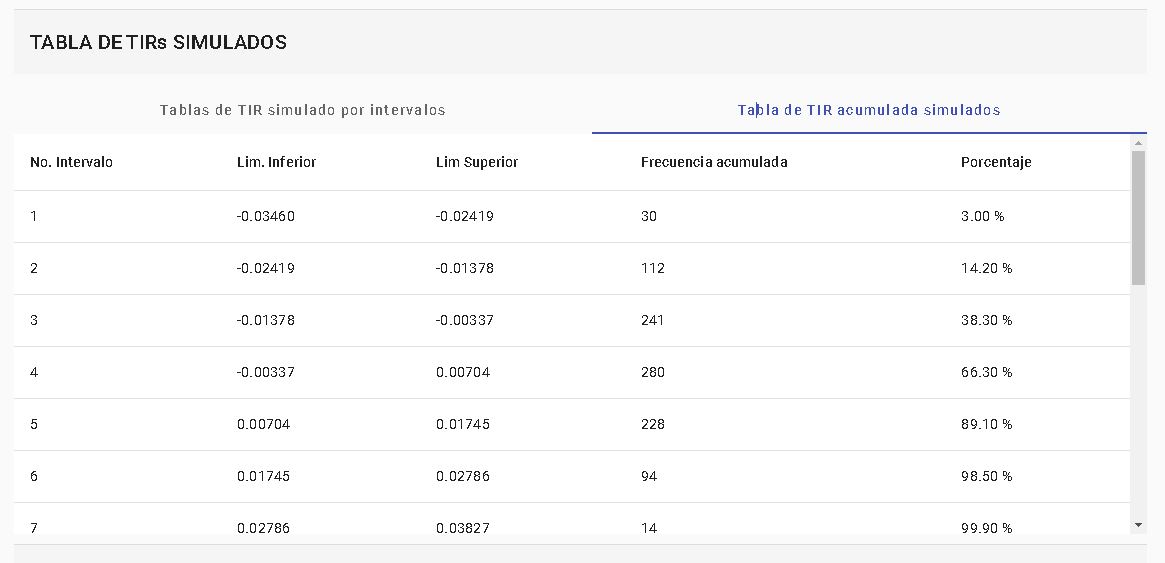 TABLA DE TIRs SIMULADOS
Tablas de TIR simulado por intervalos Tabla de TIR acumulada simulados
No. Intervalo Lim. Inferior Lim Superior Frecuencia acumulada Porcentaje
1 -0.03460 -0.02419 30 3.00 %
2 -0.02419 -0.01378 112 14.20 %
3 -0.01378 -0.00337 241 38.30 %
4 -0.00337 0.00704 280 66.30 %
5 0.00704 0.01745 228 89.10 %
6 0.01745 0.02786 94 98.50 %
7 0.02786 0.03827 14 99.90 %